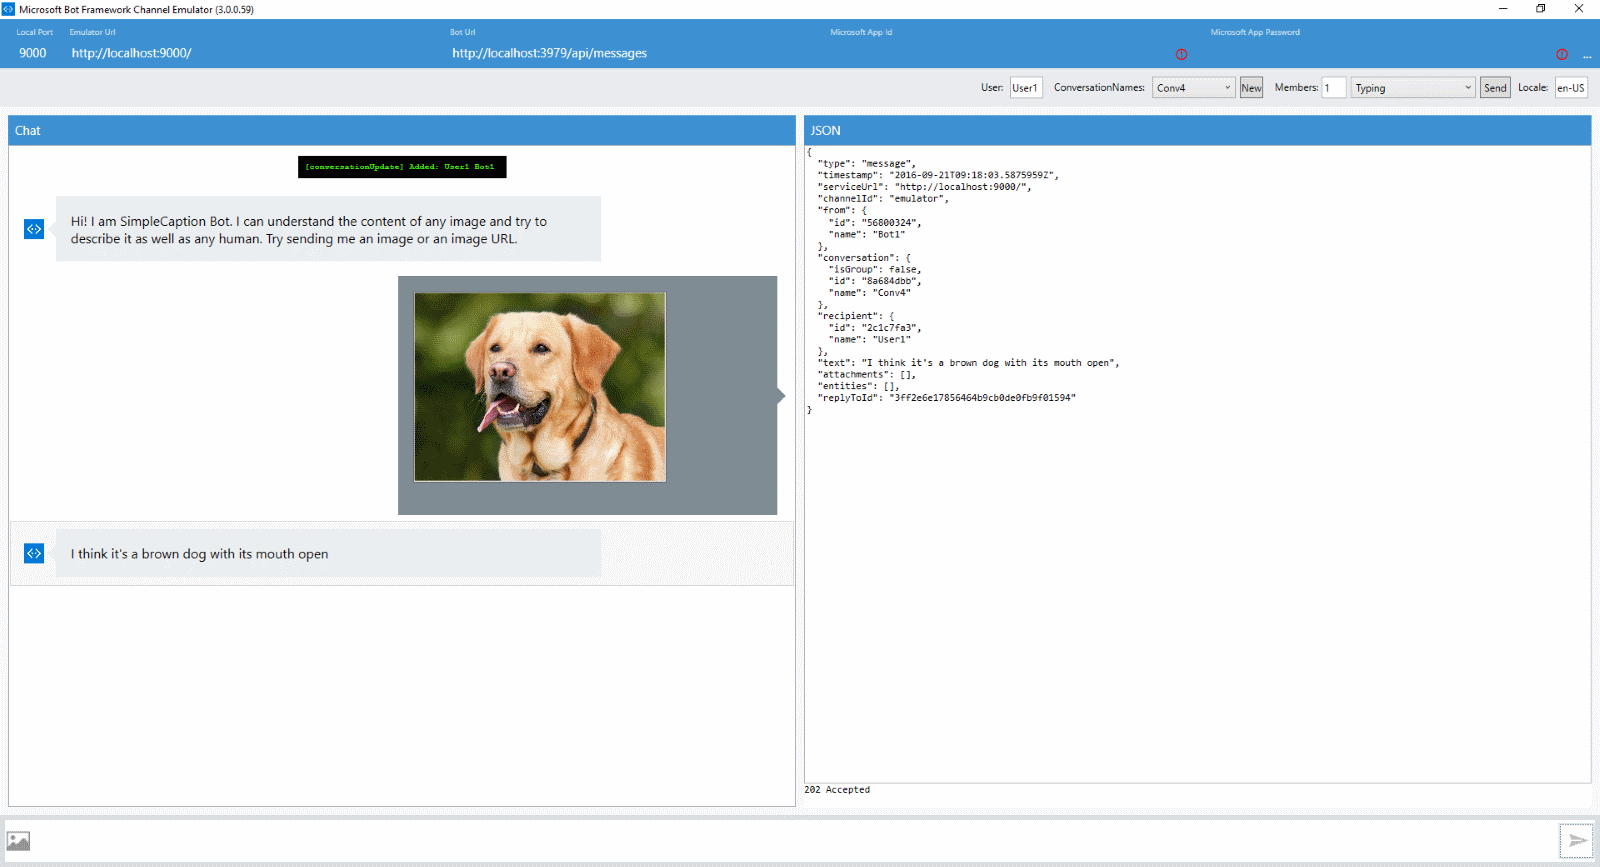 Microsoft Bot Framework Channel Emulator (3.0.0.59)
Local Port
Emulator Url
Bot Url
Microsoft App Id
Microsoft App Password
9000
http://localhost:9000/
http://localhost:3979/api/messages
...
User: User1 ConversationNames: Conv4 New Members: 1 Typing Send Locale: en-US
Chat
[conversationUpdate] Added: User1 Bot1
Hi! I am SimpleCaption Bot. I can understand the content of any image and try to
describe it as well as any human. Try sending me an image or an image URL.
I think it's a brown dog with its mouth open
JSON
{
"type": "message",
"timestamp": "2016-09-21T09:18:03.5875959Z",
"serviceUrl": "http://localhost:9000/",
"channelId": "emulator",
"from": {
"id": "56800324",
"name": "Bot1"
},
"conversation": {
"isGroup": false,
"id": "8a684dbb",
"name": "Conv4"
},
"recipient": {
"id": "2c1c7fa3",
"name": "User1"
},
"text": "I think it's a brown dog with its mouth open",
"attachments": [],
"entities": [],
"replyToId": "3ff2e6e17856464b9cb0de0fb9f01594"
}
202 Accepted